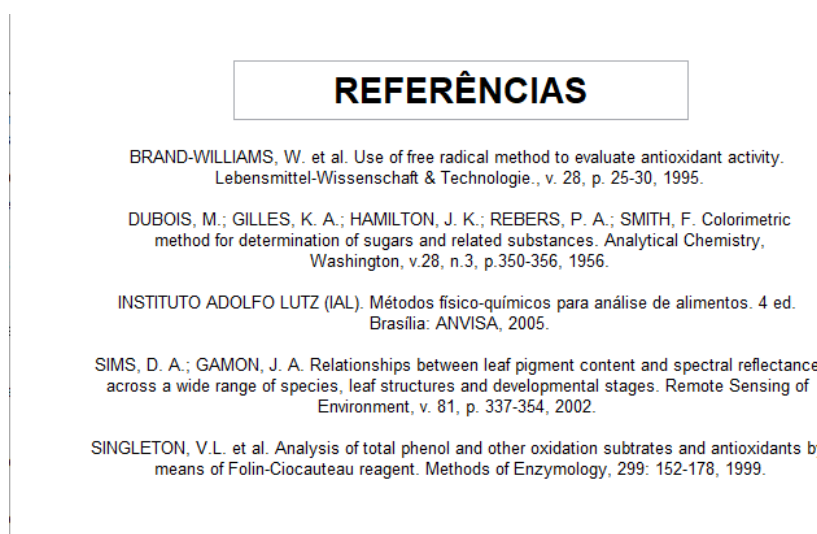 REFERÊNCIAS
BRAND-WILLIAMS, W. et al. Use of free radical method to evaluate antioxidant activity.
Lebensmittel-Wissenschaft & Technologie., v. 28, p. 25-30, 1995.
DUBOIS, M.; GILLES, K. A.; HAMILTON, J. K.; REBERS, P. A.; SMITH, F. Colorimetric
method for determination of sugars and related substances. Analytical Chemistry,
Washington, v.28, n.3, p.350-356, 1956.
INSTITUTO ADOLFO LUTZ (IAL). Métodos físico-químicos para análise de alimentos. 4 ed.
Brasília: ANVISA, 2005.
SIMS, D. A.; GAMON, J. A. Relationships between leaf pigment content and spectral reflectance
across a wide range of species, leaf structures and developmental stages. Remote Sensing of
Environment, v. 81, p. 337-354, 2002.
SINGLETON, V.L. et al. Analysis of total phenol and other oxidation subtrates and antioxidants by
means of Folin-Ciocauteau reagent. Methods of Enzymology, 299: 152-178, 1999.